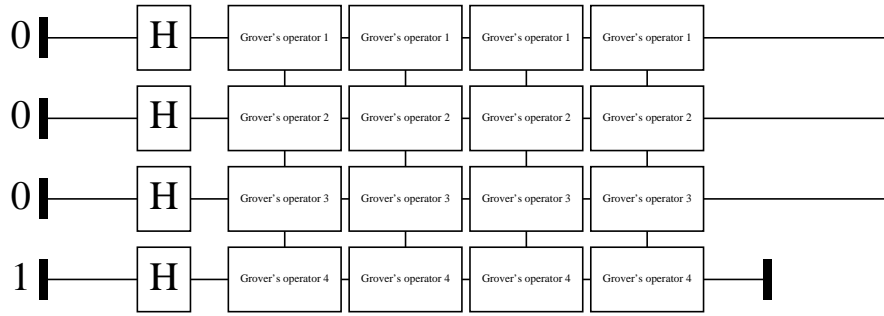 0 H Grover's operator 1 Grover's operator 1 Grover's operator 1 Grover's operator 1
0 H Grover's operator 2 Grover's operator 2 Grover's operator 2 Grover's operator 2
0 H Grover's operator 3 Grover's operator 3 Grover's operator 3 Grover's operator 3
1 H Grover's operator 4 Grover's operator 4 Grover's operator 4 Grover's operator 4